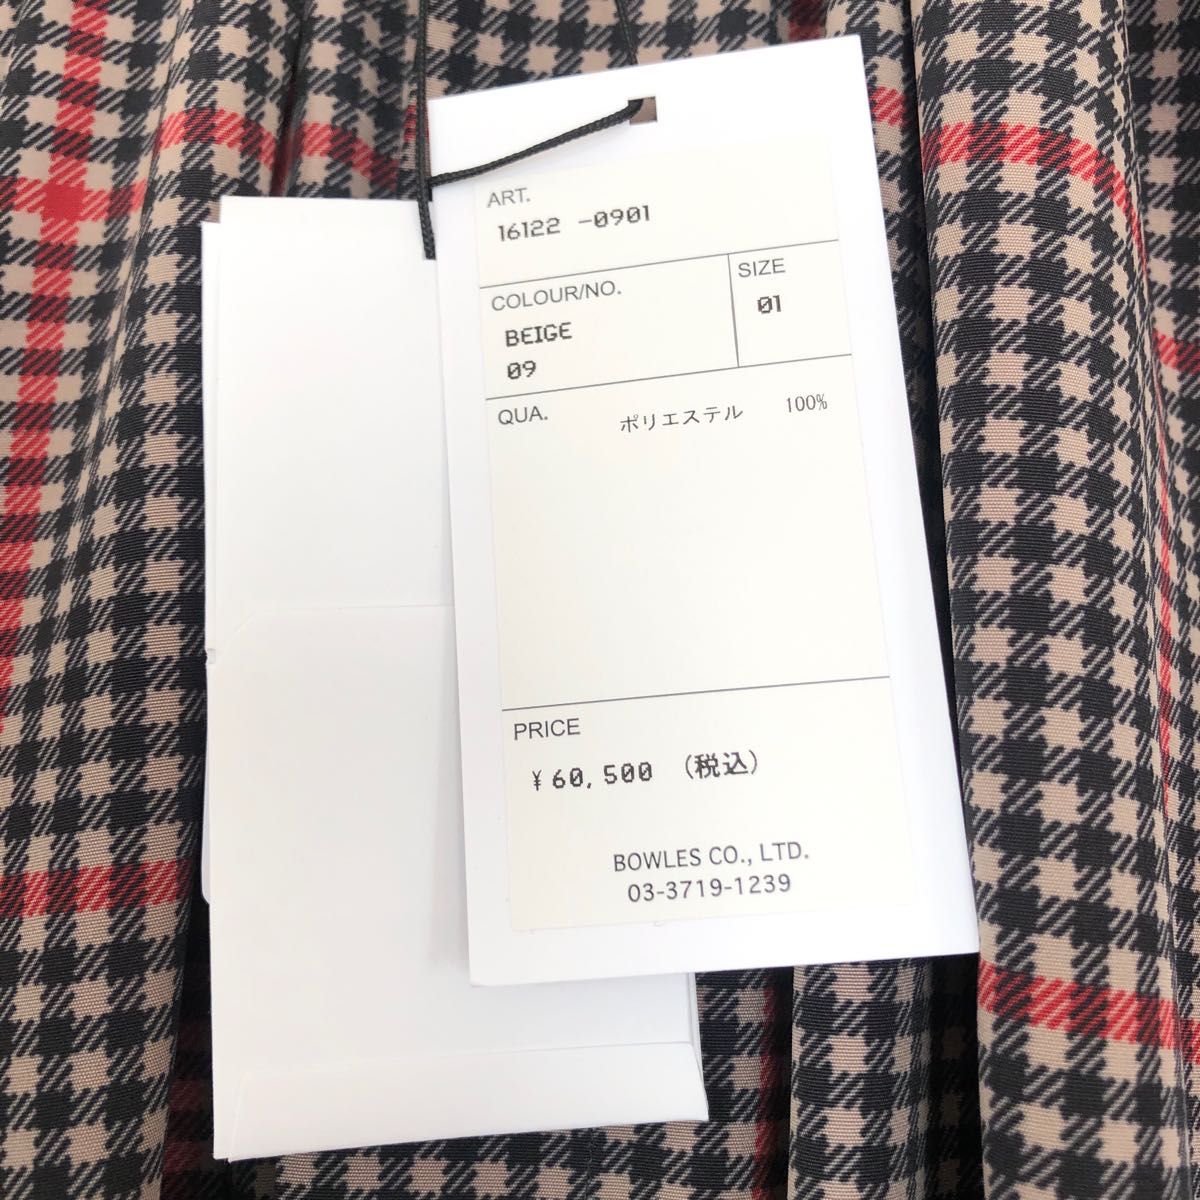 ART.
16122 -0901
COLOUR/NO.
BEIGE
09
SIZE
01
QUA.
ポリエステル 100%
PRICE
¥60,500 (税込)
BOWLES CO., LTD.
03-3719-1239